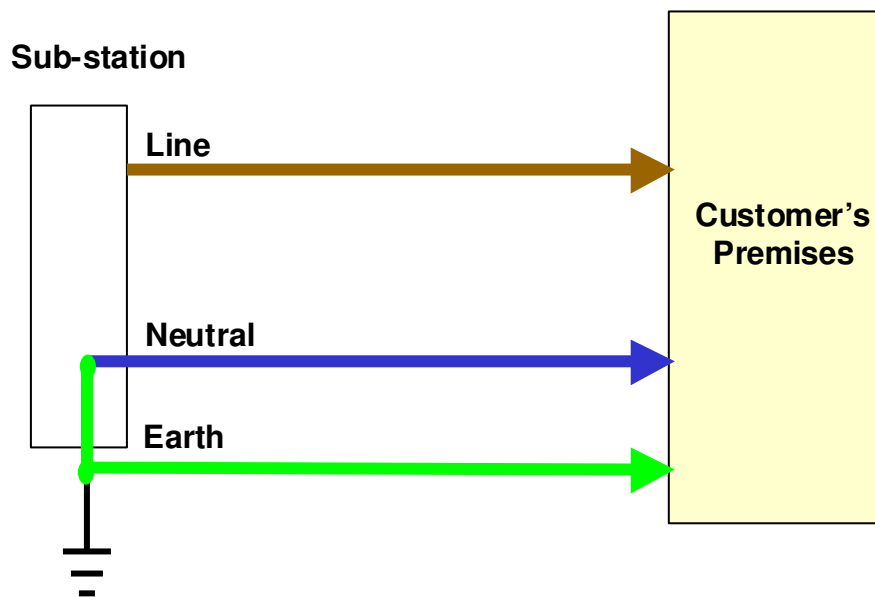 Sub-station
Line
Customer’s
Premises
Neutral
Earth